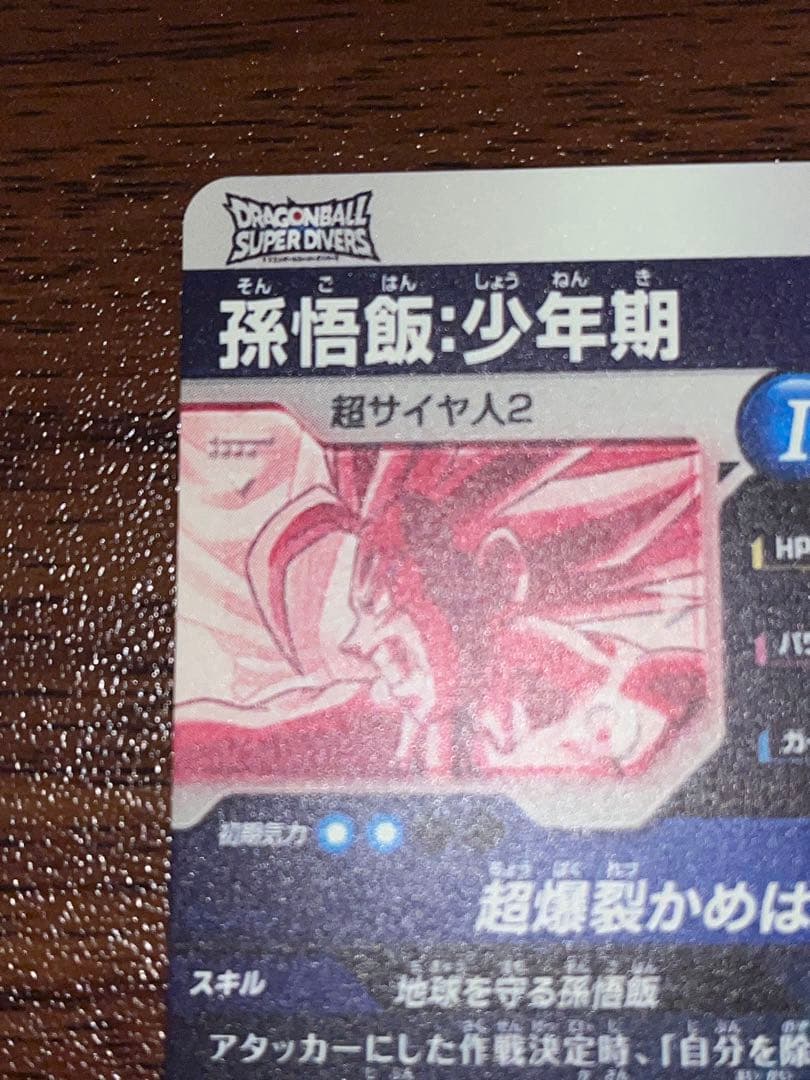 DRAGONBALL
SUPER DIVERS
そん ご はん しょう ねん き
孫悟飯:少年期
超サイヤ人2
HP
初期気力
ちょう ばく れつ
超爆裂かめは
スキル
地球を守る孫悟飯
アタッカーにした作戦決定時、「自分を除